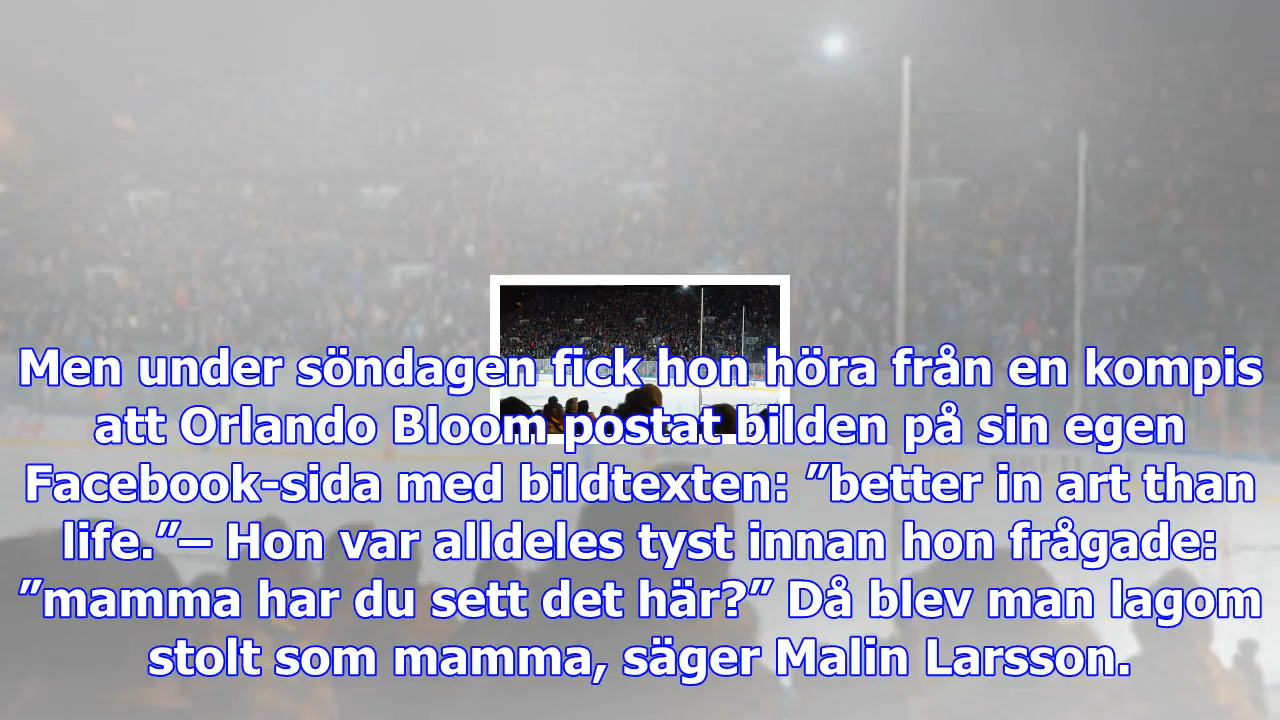 Men under söndagen fick hon höra från en kompis
att Orlando Bloom postat bilden på sin egen
Facebook-sida med bildtexten: ”better in art than
life.”– Hon var alldeles tyst innan hon frågade:
”mamma har du sett det här?” Då blev man lagom
stolt som mamma, säger Malin Larsson.